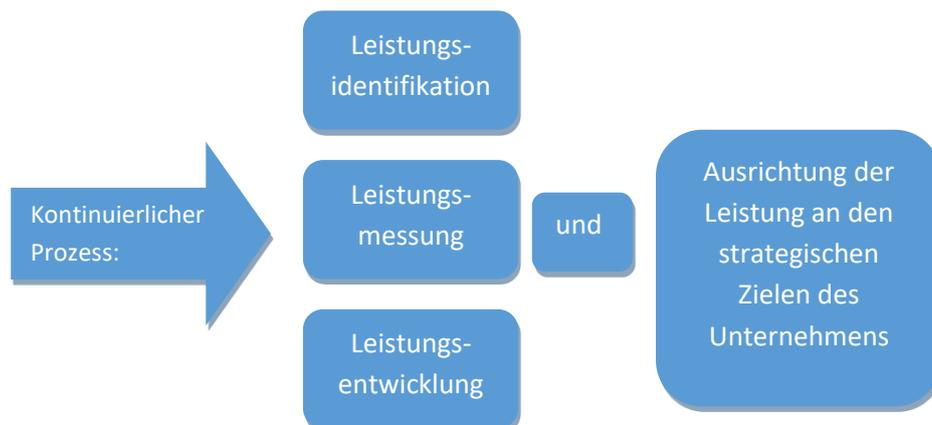 Kontinuierlicher
Prozess:
Leistungs-
identifikation
Leistungs-
messung
Leistungs-
entwicklung
und
Ausrichtung der
Leistung an den
strategischen
Zielen des
Unternehmens